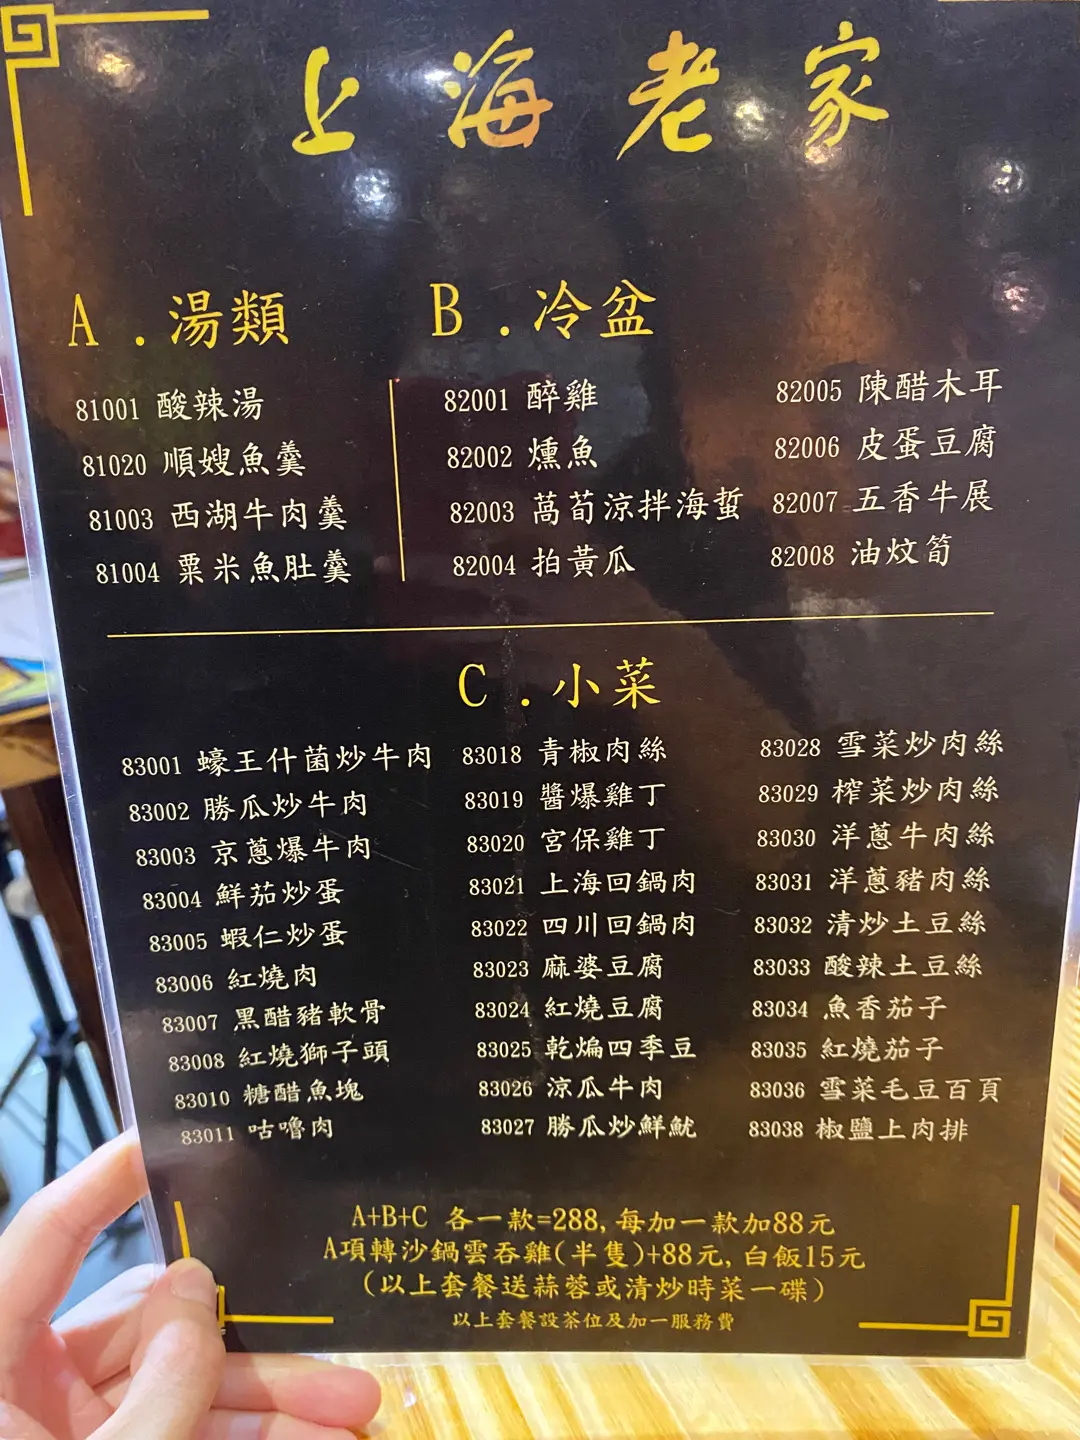 上海老家
A.湯類
81001 酸辣湯
81020 順嫂魚羹
81003 西湖牛肉羹
81004 粟米魚肚羹
B.冷盆
82001 醉雞
82002 燻魚
82003 萵荀涼拌海蜇
82004 拍黃瓜
82005 陳醋木耳
82006 皮蛋豆腐
82007 五香牛展
82008 油炆筍
C.小菜
83001 蠔王什菌炒牛肉
83002 勝瓜炒牛肉
83003 京蔥爆牛肉
83004 鮮茄炒蛋
83005 蝦仁炒蛋
83006 紅燒肉
83007 黑醋豬軟骨
83008 紅燒獅子頭
83010 糖醋魚塊
83011 咕嚕肉
83018 青椒肉絲
83019 醬爆雞丁
83020 宮保雞丁
83021 上海回鍋肉
83022 四川回鍋肉
83023 麻婆豆腐
83024 紅燒豆腐
83025 乾煸四季豆
83026 涼瓜牛肉
83027 勝瓜炒鮮魷
83028 雪菜炒肉絲
83029 榨菜炒肉絲
83030 洋蔥牛肉絲
83031 洋蔥豬肉絲
83032 清炒土豆絲
83033 酸辣土豆絲
83034 魚香茄子
83035 紅燒茄子
83036 雪菜毛豆百頁
83038 椒鹽上肉排
A+B+C 各一款=288,每加一款加88元
A項轉沙鍋雲吞雞(半隻)+88元,白飯15元
(以上套餐送蒜蓉或清炒時菜一碟)
以上套餐設茶位及加一服務費